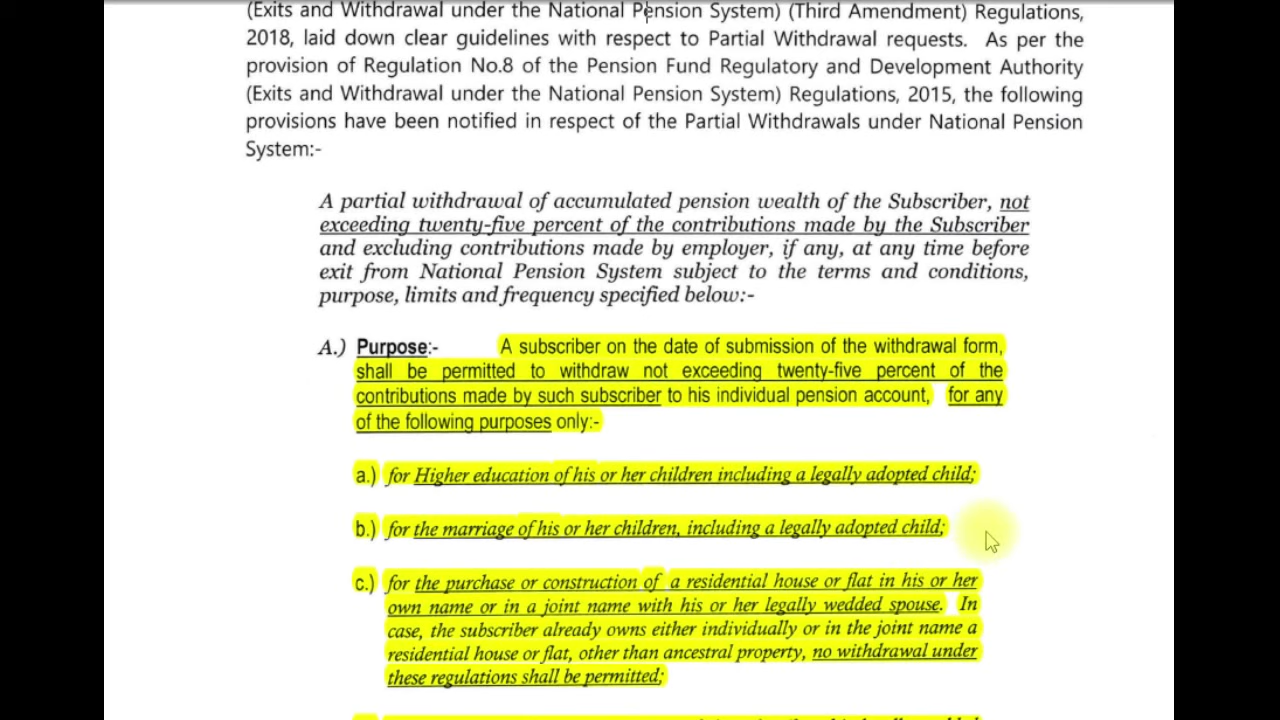 (Exits and Withdrawal under the National Pension System) (Third Amendment) Regulations,
2018, laid down clear guidelines with respect to Partial Withdrawal requests. As per the
provision of Regulation No.8 of the Pension Fund Regulatory and Development Authority
(Exits and Withdrawal under the National Pension System) Regulations, 2015, the following
provisions have been notified in respect of the Partial Withdrawals under National Pension
System:-
A partial withdrawal of accumulated pension wealth of the Subscriber, not
exceeding twenty-five percent of the contributions made by the Subscriber
and excluding contributions made by employer, if any, at any time before
exit from National Pension System subject to the terms and conditions,
purpose, limits and frequency specified below:-
A.) Purpose:- A subscriber on the date of submission of the withdrawal form,
shall be permitted to withdraw not exceeding twenty-five percent of the
contributions made by such subscriber to his individual pension account, for any
of the following purposes only:-
a.) for Higher education of his or her children including a legally adopted child;
b.) for the marriage of his or her children, including a legally adopted child;
c.) for the purchase or construction of a residential house or flat in his or her
own name or in a joint name with his or her legally wedded spouse. In
case, the subscriber already owns either individually or in the joint name a
residential house or flat, other than ancestral property, no withdrawal under
these regulations shall be permitted;